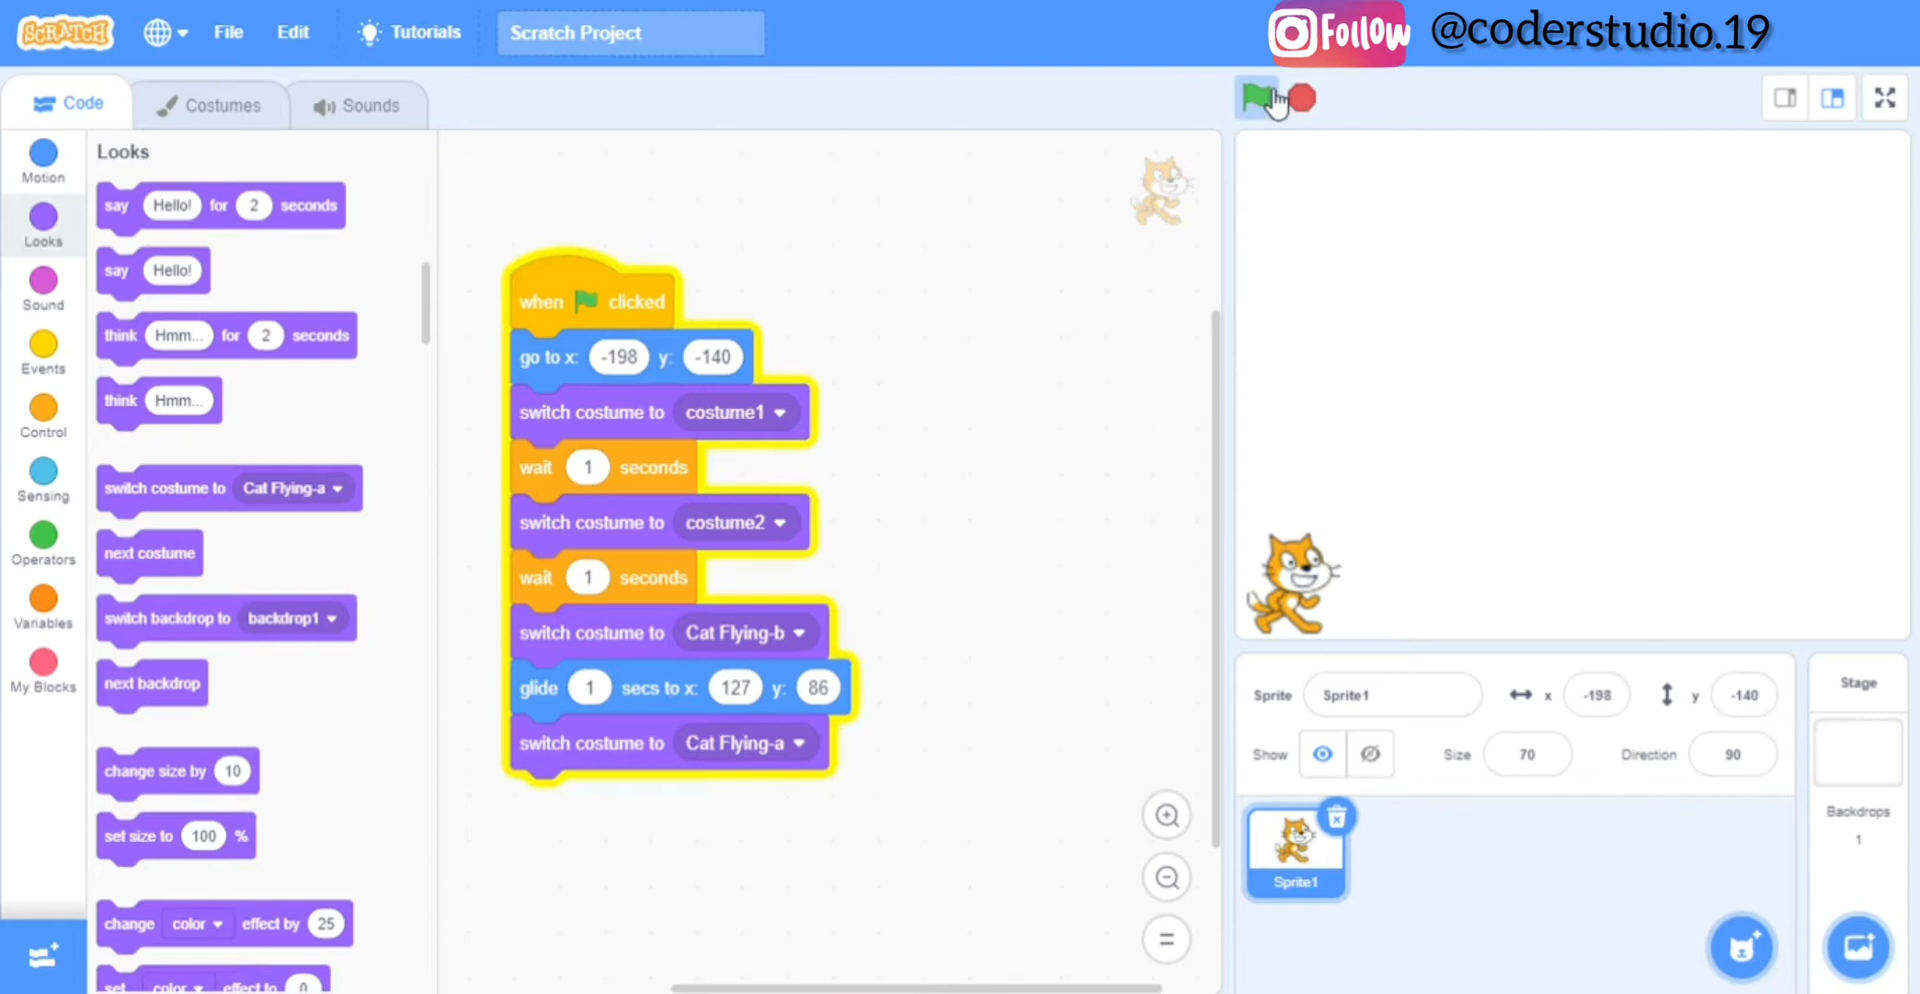 SCRATCH File Edit Tutorials Scratch Project
Follow @coderstudio.19
Code Costumes Sounds
Motion
Looks
Sound
Events
Control
Sensing
Operators
Variables
My Blocks
Looks
say Hello! for 2 seconds
say Hello!
think Hmm... for 2 seconds
think Hmm...
switch costume to Cat Flying-a
next costume
switch backdrop to backdrop1
next backdrop
change size by 10
set size to 100 %
change color effect by 25
set color effect to 0
when clicked
go to x: -198 y: -140
switch costume to costume1
wait 1 seconds
switch costume to costume2
wait 1 seconds
switch costume to Cat Flying-b
glide 1 secs to x: 127 y: 86
switch costume to Cat Flying-a
Sprite Sprite1 x -198 y -140
Show Size 70 Direction 90
Sprite1
Stage
Backdrops
1